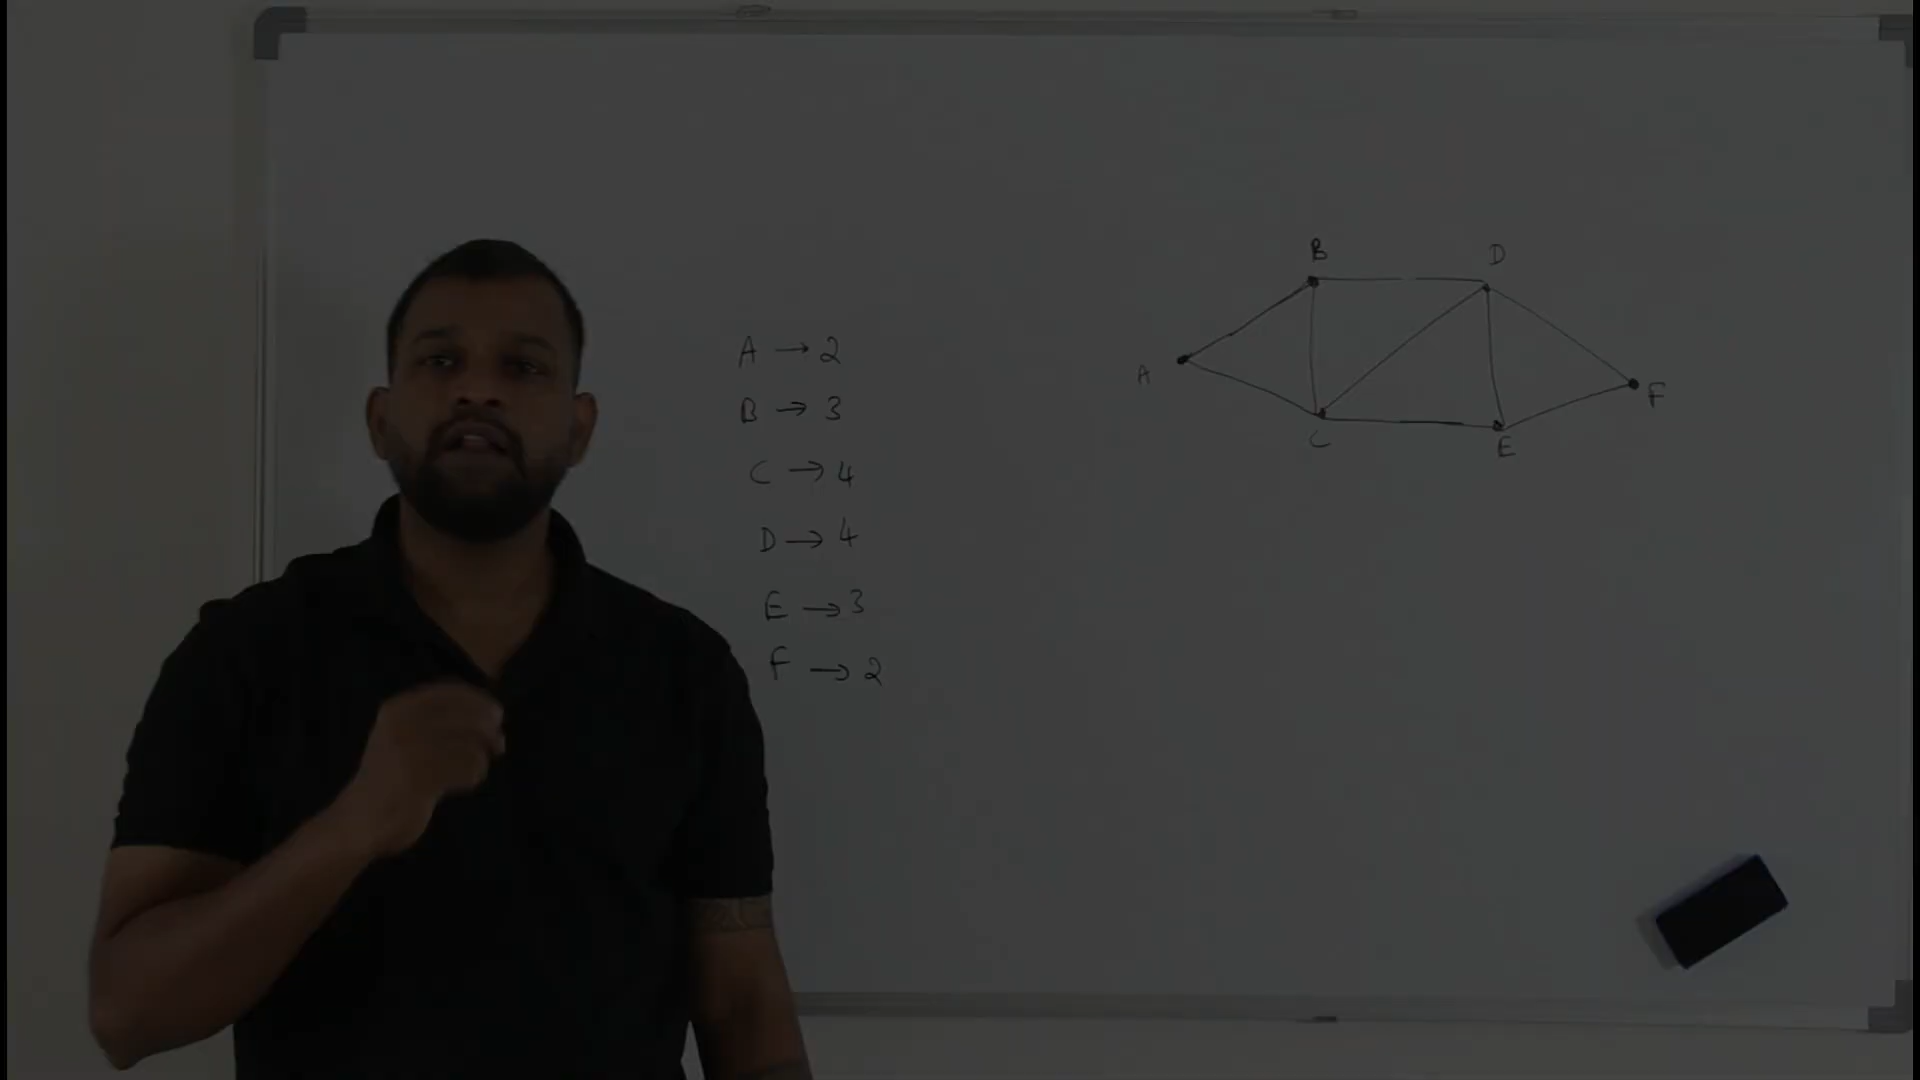 B
D
A → 2
A
F
B → 3
C
E
C → 4
D → 4
E → 3
F → 2